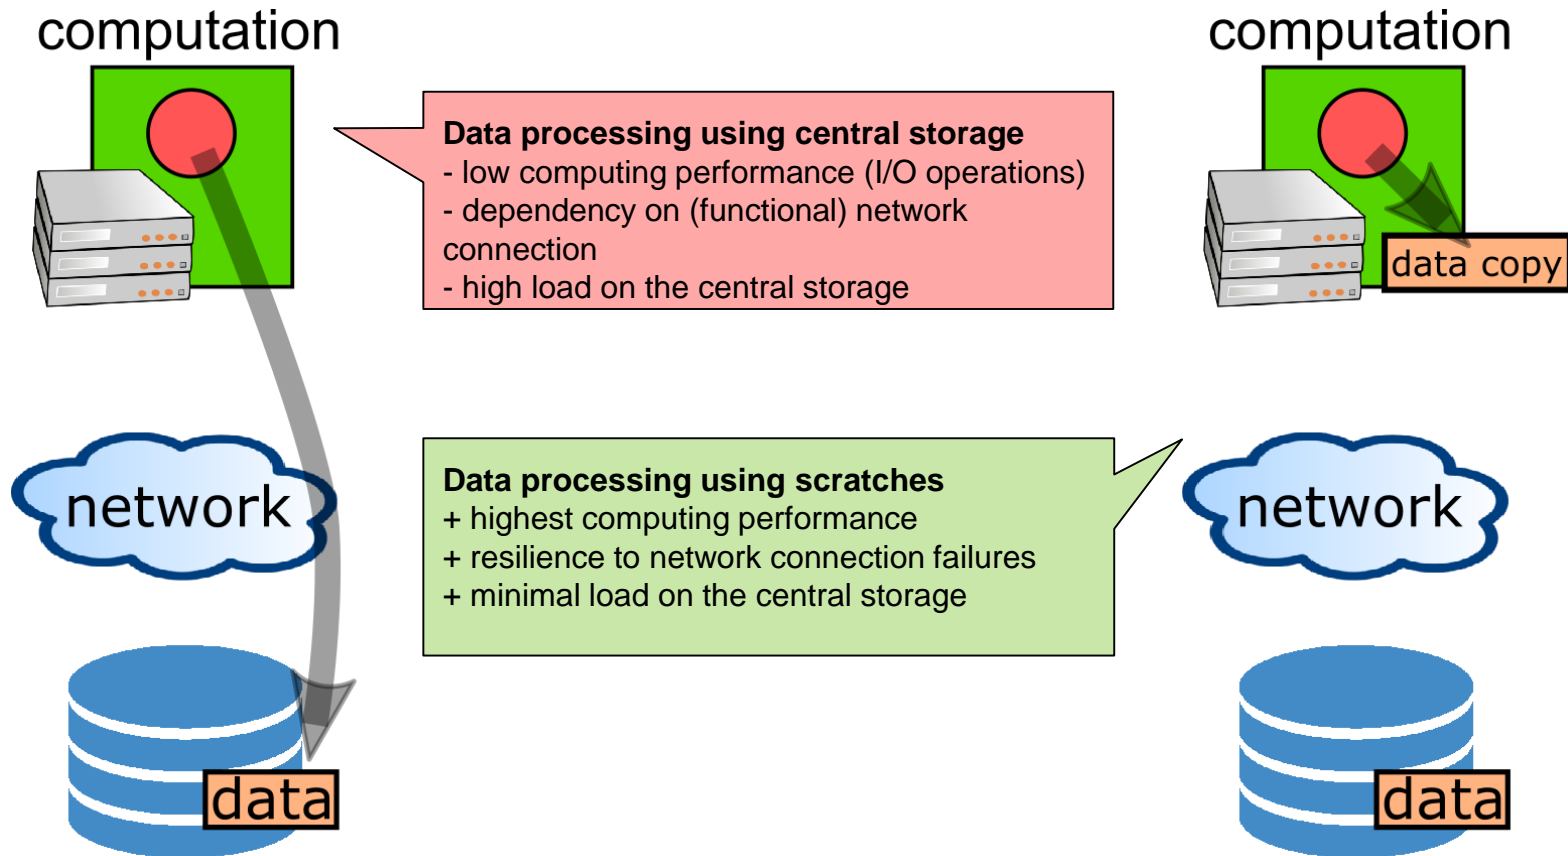 computation
computation
Data processing using central storage
- low computing performance (I/O operations)
- dependency on (functional) network
connection
- high load on the central storage
data copy
network
Data processing using scratches
+ highest computing performance
+ resilience to network connection failures
+ minimal load on the central storage
network
data
data